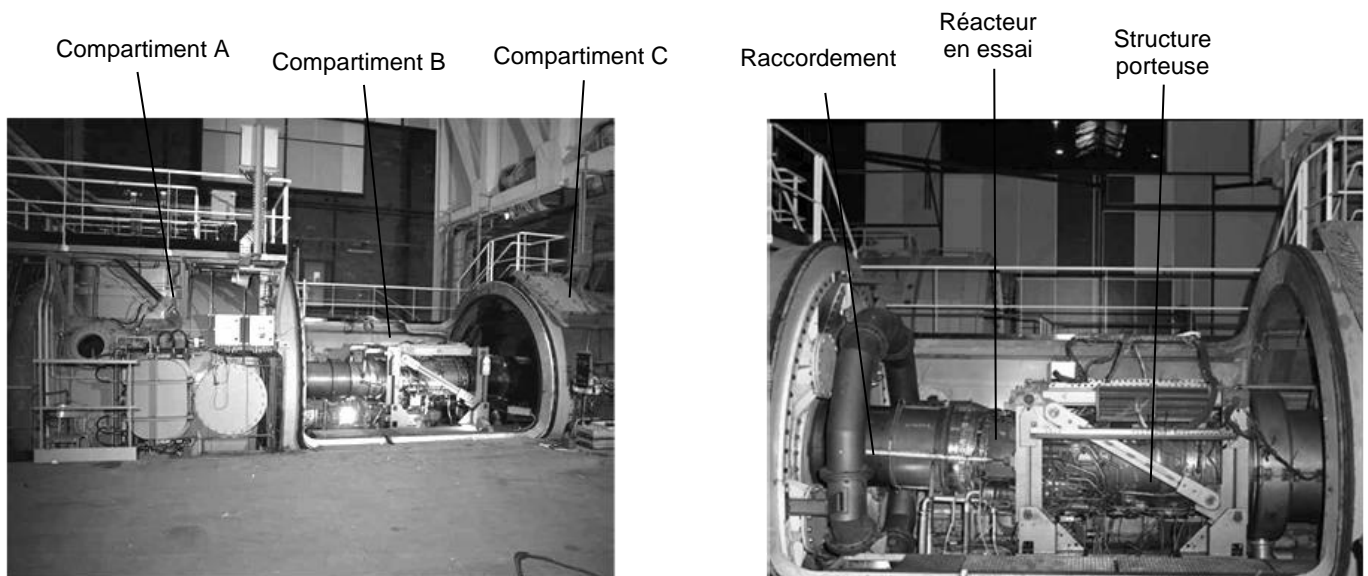 Compartiment A
Compartiment B
Compartiment C
Raccordement
Réacteur
en essai
Structure
porteuse